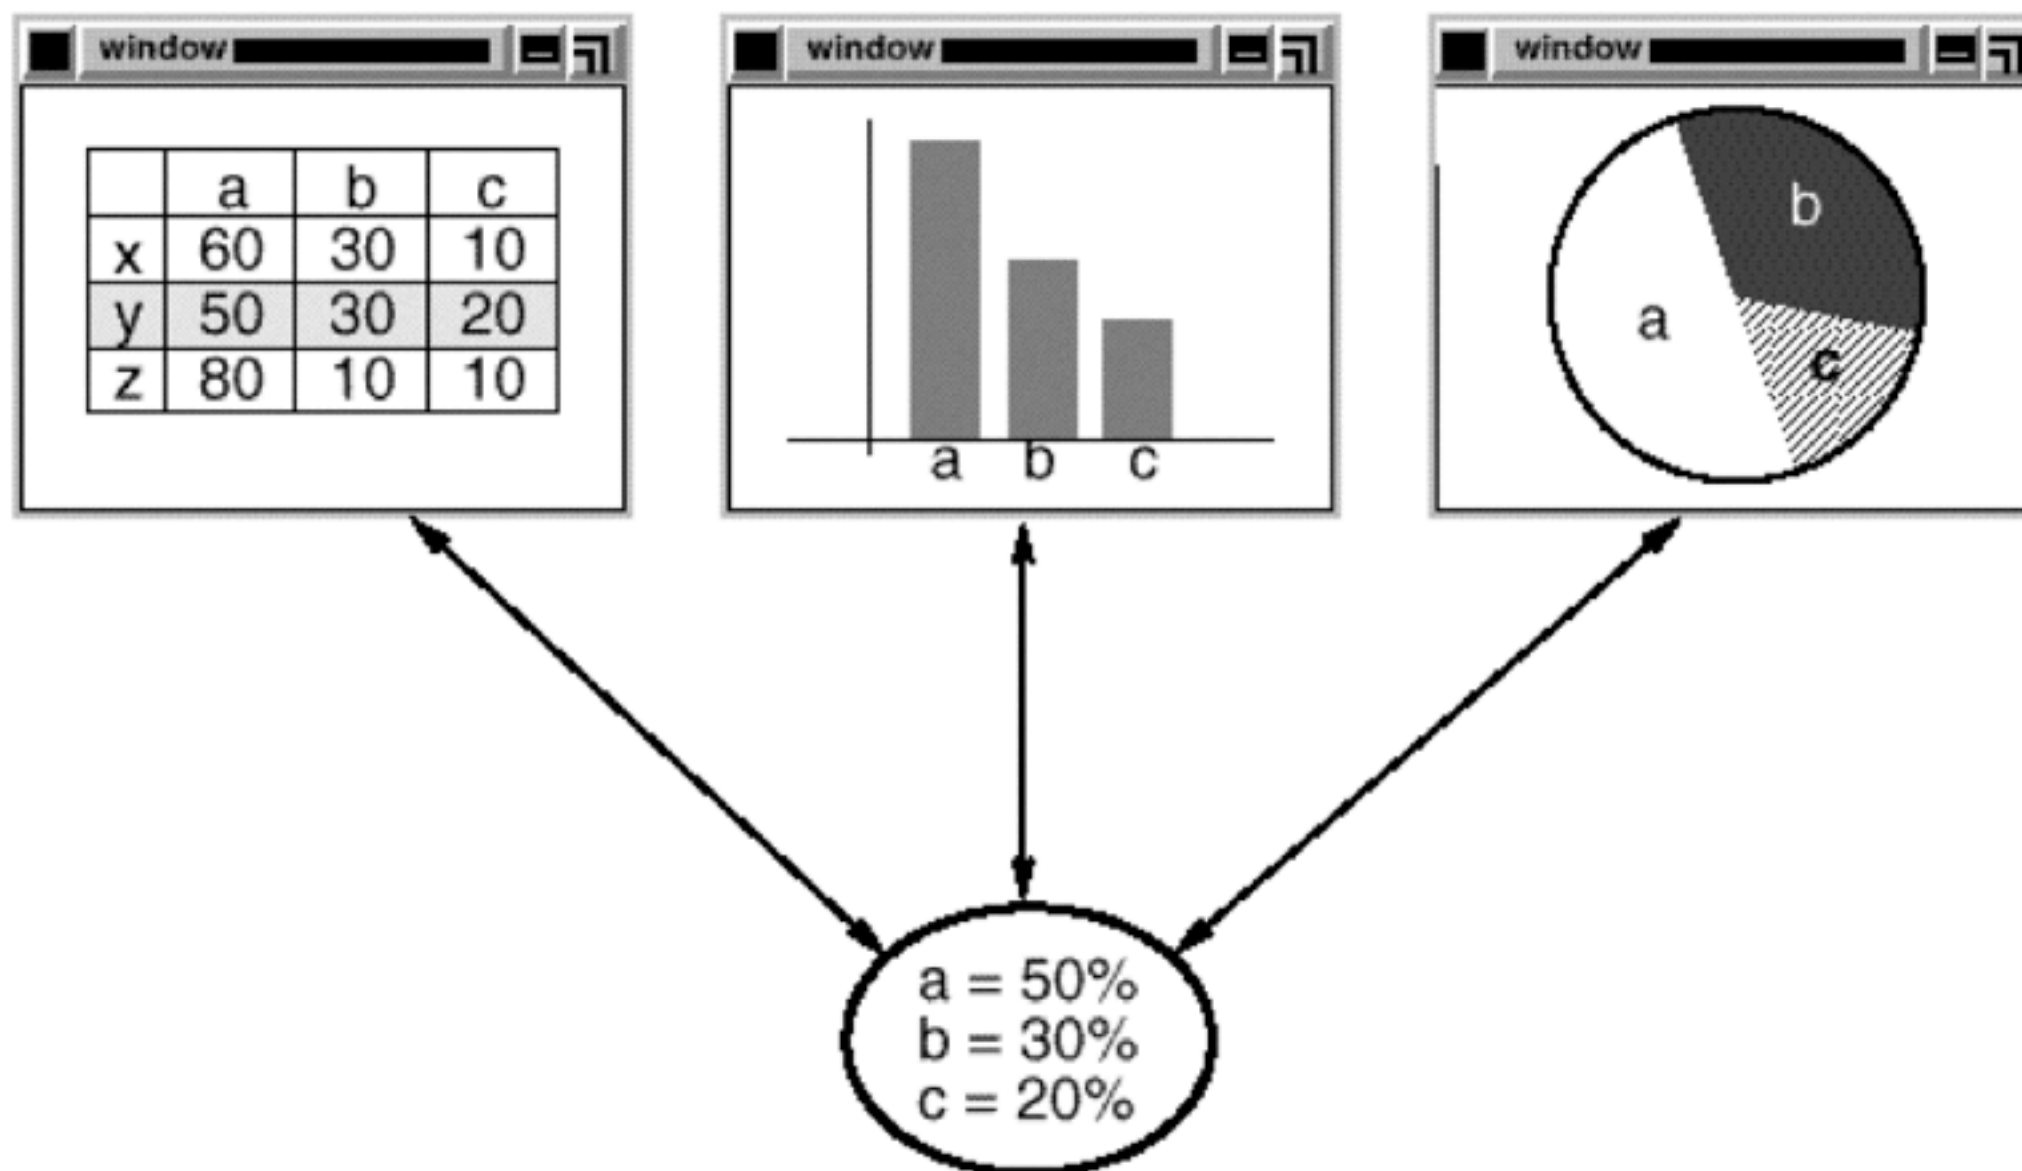 window
a b c
x 60 30 10
y 50 30 20
z 80 10 10
window
a b c
window
b
a
c
a = 50%
b = 30%
c = 20%